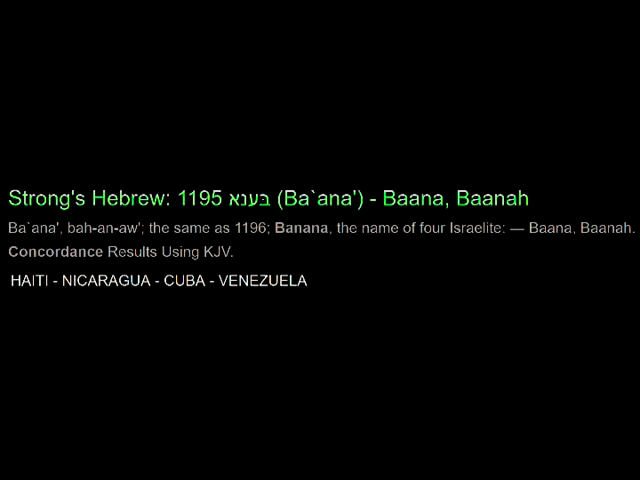 Strong's Hebrew: 1195 בַּעֲנָא (Ba`ana') - Baana, Baanah
Ba`ana', bah-an-aw'; the same as 1196; Banana, the name of four Israelite: — Baana, Baanah.
Concordance Results Using KJV.
HAITI - NICARAGUA - CUBA - VENEZUELA